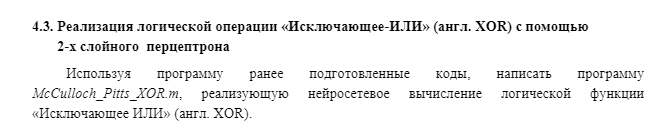 4.3. Реализация логической операции «Исключающее-ИЛИ» (англ. XOR) с помощью
2-х слойного перцептрона
Используя программу ранее подготовленные коды, написать программу
McCulloch_Pitts_XOR.m, реализующую нейросетевое вычисление логической функции
«Исключающее ИЛИ» (англ. XOR).